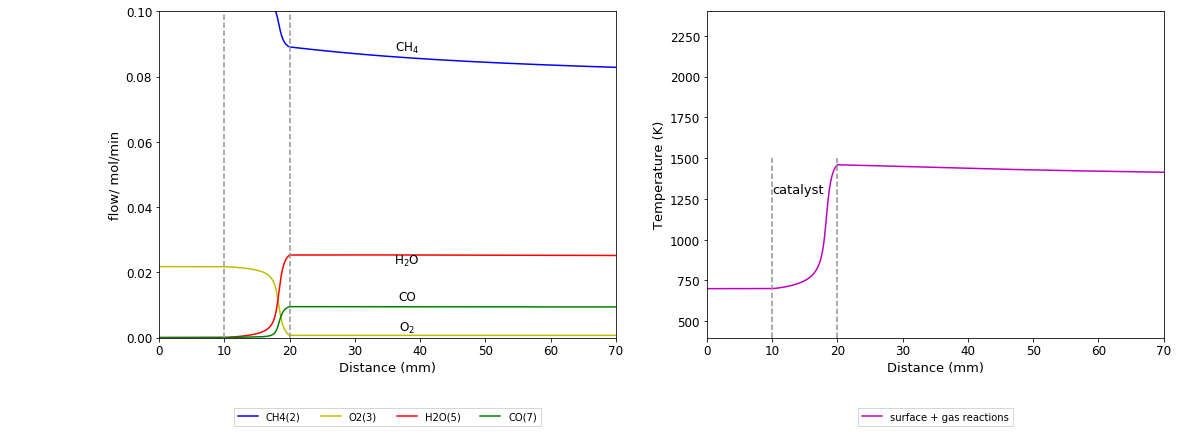 0.10
0.08
0.06
0.04
0.02
0.00
flow/ mol/min
CH₄
H₂O
CO
O₂
0 10 20 30 40 50 60 70
Distance (mm)
CH4(2) O2(3) H2O(5) CO(7)
2250
2000
1750
1500
1250
1000
750
500
Temperature (K)
catalyst
0 10 20 30 40 50 60 70
Distance (mm)
surface + gas reactions